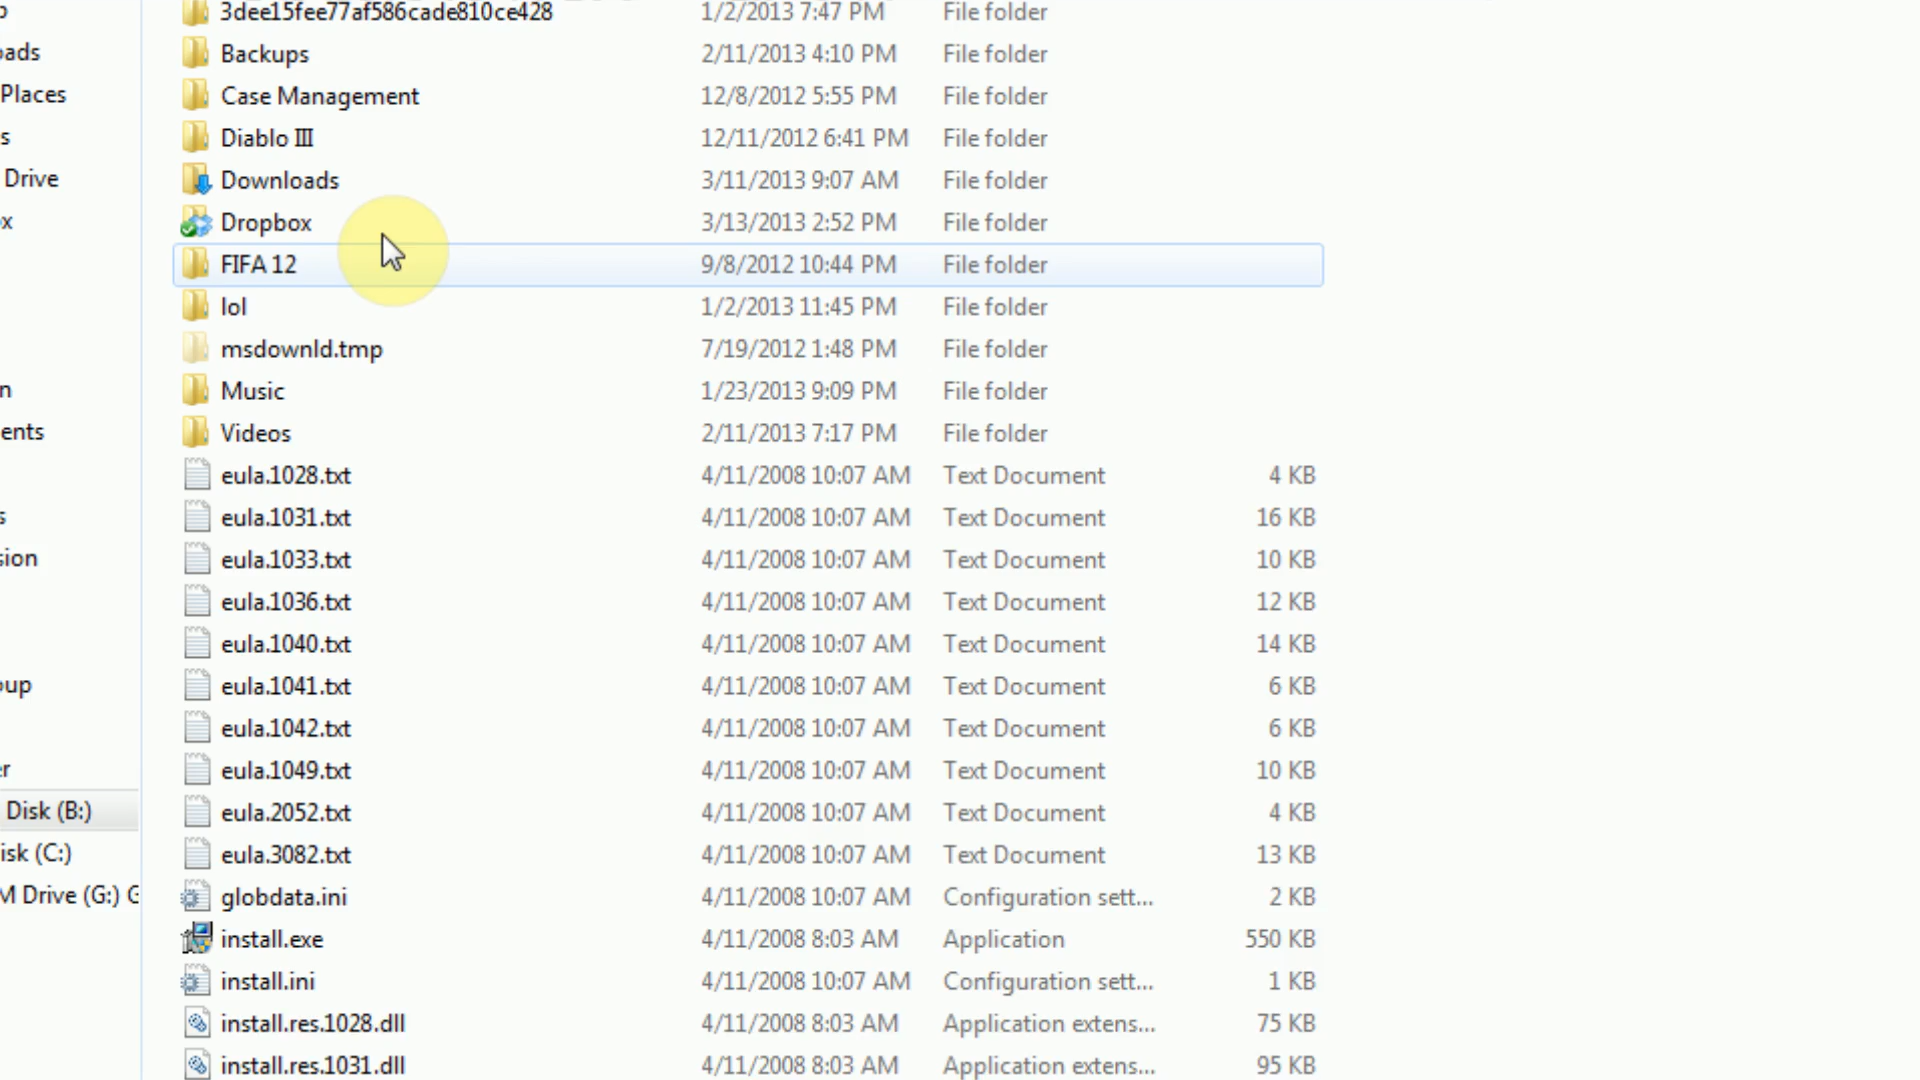 3dee15fee77af586cade810ce428 1/2/2013 7:47 PM File folder
oads Backups 2/11/2013 4:10 PM File folder
Places Case Management 12/8/2012 5:55 PM File folder
s Diablo III 12/11/2012 6:41 PM File folder
Drive Downloads 3/11/2013 9:07 AM File folder
x Dropbox 3/13/2013 2:52 PM File folder
FIFA 12 9/8/2012 10:44 PM File folder
lol 1/2/2013 11:45 PM File folder
msdownld.tmp 7/19/2012 1:48 PM File folder
n Music 1/23/2013 9:09 PM File folder
ents Videos 2/11/2013 7:17 PM File folder
eula.1028.txt 4/11/2008 10:07 AM Text Document 4 KB
s eula.1031.txt 4/11/2008 10:07 AM Text Document 16 KB
sion eula.1033.txt 4/11/2008 10:07 AM Text Document 10 KB
eula.1036.txt 4/11/2008 10:07 AM Text Document 12 KB
eula.1040.txt 4/11/2008 10:07 AM Text Document 14 KB
oup eula.1041.txt 4/11/2008 10:07 AM Text Document 6 KB
eula.1042.txt 4/11/2008 10:07 AM Text Document 6 KB
er eula.1049.txt 4/11/2008 10:07 AM Text Document 10 KB
Disk (B:) eula.2052.txt 4/11/2008 10:07 AM Text Document 4 KB
isk (C:) eula.3082.txt 4/11/2008 10:07 AM Text Document 13 KB
M Drive (G:) G globdata.ini 4/11/2008 10:07 AM Configuration sett... 2 KB
install.exe 4/11/2008 8:03 AM Application 550 KB
install.ini 4/11/2008 10:07 AM Configuration sett... 1 KB
install.res.1028.dll 4/11/2008 8:03 AM Application extens... 75 KB
install.res.1031.dll 4/11/2008 8:03 AM Application extens... 95 KB